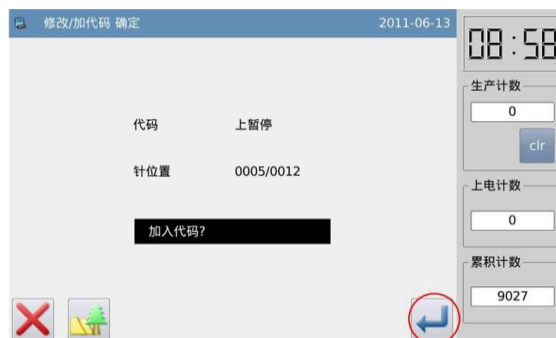 修改/加代码 确定
2011-06-13
08:58
代码 上暂停
针位置 0005/0012
加入代码?
生产计数
0
clr
上电计数
0
累积计数
9027